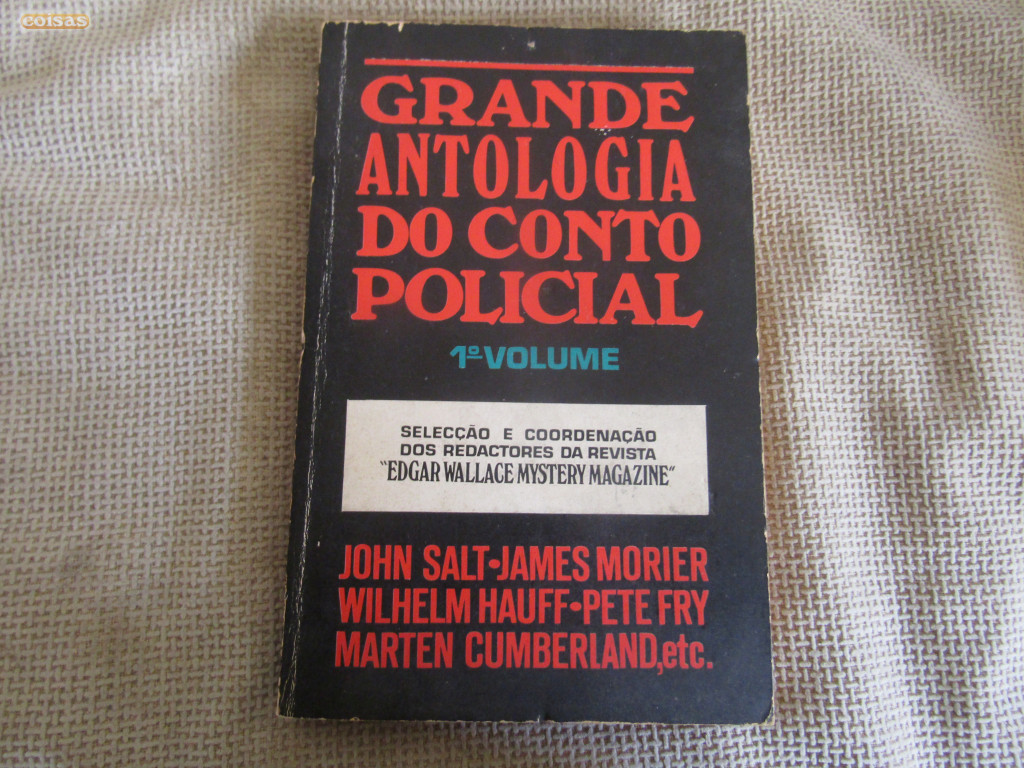 coisas
GRANDE
ANTOLOGIA
DO CONTO
POLICIAL
1º VOLUME
SELECÇÃO E COORDENAÇÃO
DOS REDACTORES DA REVISTA
"EDGAR WALLACE MYSTERY MAGAZINE"
JOHN SALT•JAMES MORIER
WILHELM HAUFF•PETE FRY
MARTEN CUMBERLAND, etc.